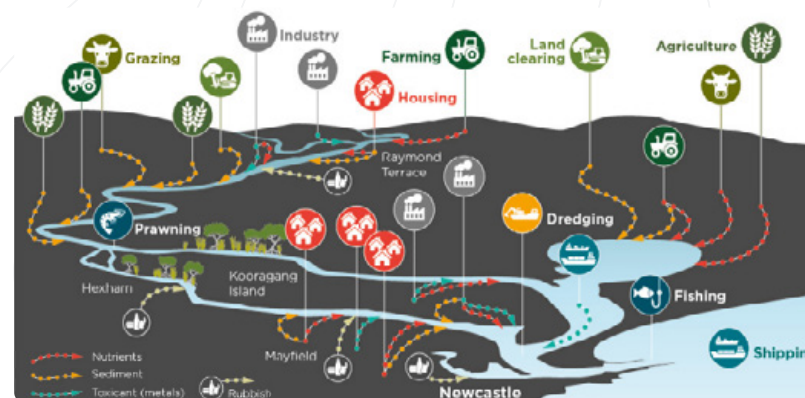 Industry
Grazing
Farming
Land
clearing
Agriculture
Housing
Raymond
Terrace
Prawning
Dredging
Kooragang
Island
Hexham
Fishing
Mayfield
Shippin
Nutrients
Sediment
Toxicant (metals)
Rubbish
Newcastle